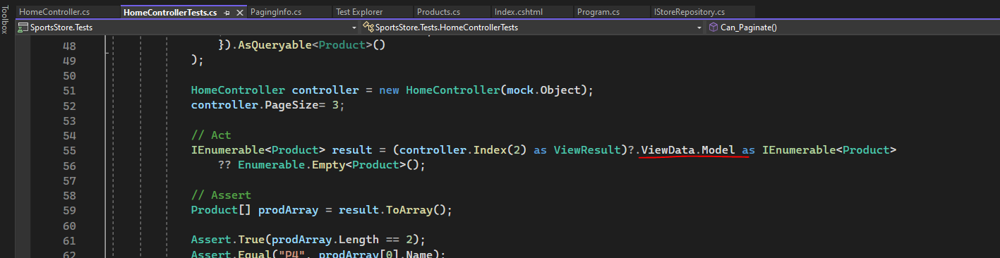 Toolbox
HomeController.cs HomeControllerTests.cs PagingInfo.cs Test Explorer Products.cs Index.cshtml Program.cs IStoreRepository.cs
SportsStore.Tests SportsStore.Tests.HomeControllerTests Can_Paginate()
48 }).AsQueryable<Product>()
49 );
50
51 HomeController controller = new HomeController(mock.Object);
52 controller.PageSize= 3;
53
54 // Act
55 IEnumerable<Product> result = (controller.Index(2) as ViewResult)?.ViewData.Model as IEnumerable<Product>
56 ?? Enumerable.Empty<Product>();
57
58 // Assert
59 Product[] prodArray = result.ToArray();
60
61 Assert.True(prodArray.Length == 2);
62 Assert.Equal("P4", prodArray[0].Name);